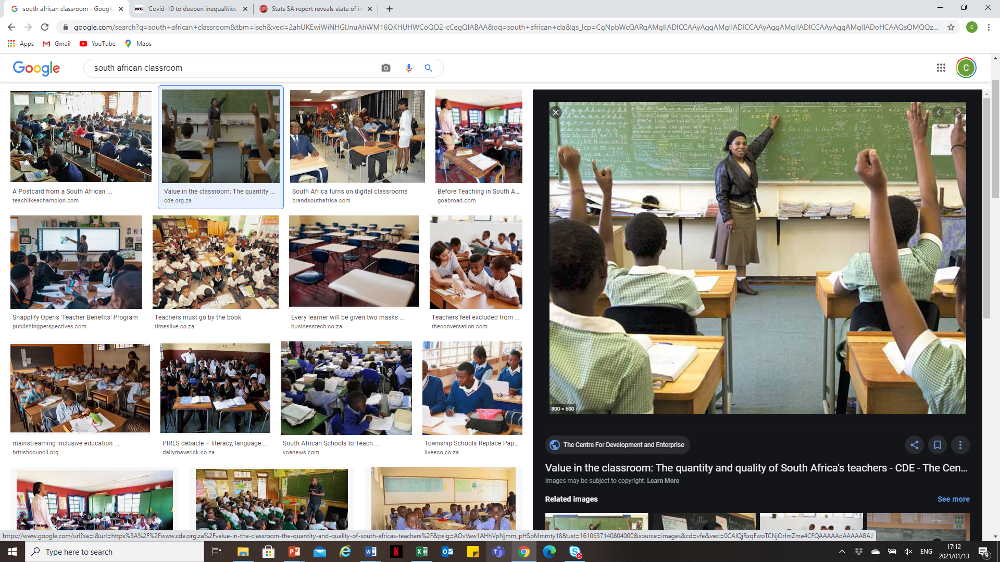 south african classroom - Google
'Covid-19 to deepen inequalities
Stats SA report reveals state of in
google.com/search?q=south+african+classroom&tbm=isch&ved=2ahUKEwiWiNHGlJnuAhWM16QKHUHWCoQQ2-cCegQIABAA&oq=south+african+cla&gs_lcp=CgNpbWcQARgAMgIIADICCAAyAggAMgIIADICCAAyAggAMgIIADICCAAyAggAMgIIADoHCAAQsQMQQz...
Apps Gmail YouTube Maps
Google
south african classroom
C
A Postcard from a South African ...
teachlikeachampion.com
Value in the classroom: The quantity ...
cde.org.za
South Africa turns on digital classrooms
brandsouthafrica.com
Before Teaching in South A...
goabroad.com
Snapplify Opens 'Teacher Benefits' Program
publishingperspectives.com
Teachers must go by the book
timeslive.co.za
Every learner will be given two masks ...
businesstech.co.za
Teachers feel excluded from ...
theconversation.com
mainstreaming inclusive education ...
britishcouncil.org
PIRLS debacle – literacy, language ...
dailymaverick.co.za
South African Schools to Teach ...
voanews.com
Township Schools Replace Pap...
liveeco.co.za
800 × 600
The Centre For Development and Enterprise
Value in the classroom: The quantity and quality of South Africa's teachers - CDE - The Cen...
Images may be subject to copyright. Learn More
Related images
See more
https://www.google.com/url?sa=i&url=https%3A%2F%2Fwww.cde.org.za%2Fvalue-in-the-classroom-the-quantity-and-quality-of-south-africas-teachers%2F&psig=AOvVaw1AHhVpNjmm_pHSpMmmty18&ust=1610637140804000&source=images&cd=vfe&ved=0CAIQjRxqFwoTCNjOrImZme4CFQAAAAAdAAAAABAJ
Type here to search
ENG
17:12
2021/01/13
9